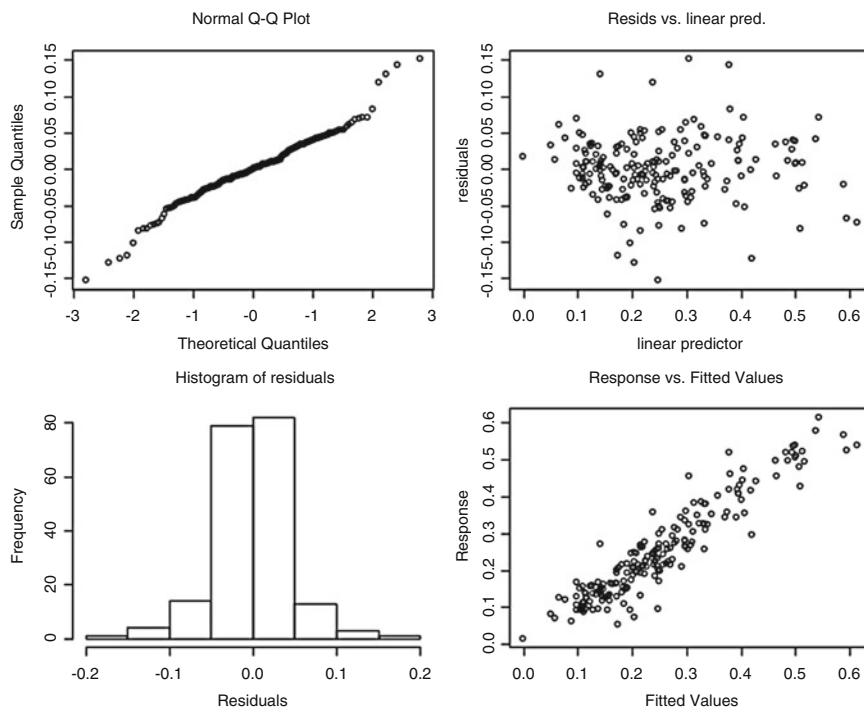 Normal Q-Q Plot
Sample Quantiles
-0.15 -0.10 -0.05 0.00 0.05 0.10 0.15
-3 -2 -1 -0 -1 2 3
Theoretical Quantiles
Resids vs. linear pred.
residuals
-0.15 -0.10 -0.05 0.00 0.05 0.10 0.15
0.0 0.1 0.2 0.3 0.4 0.5 0.6
linear predictor
Histogram of residuals
Frequency
0 20 40 60 80
-0.2 -0.1 0.0 0.1 0.2
Residuals
Response vs. Fitted Values
Response
0.0 0.1 0.2 0.3 0.4 0.5 0.6
0.0 0.1 0.2 0.3 0.4 0.5 0.6
Fitted Values